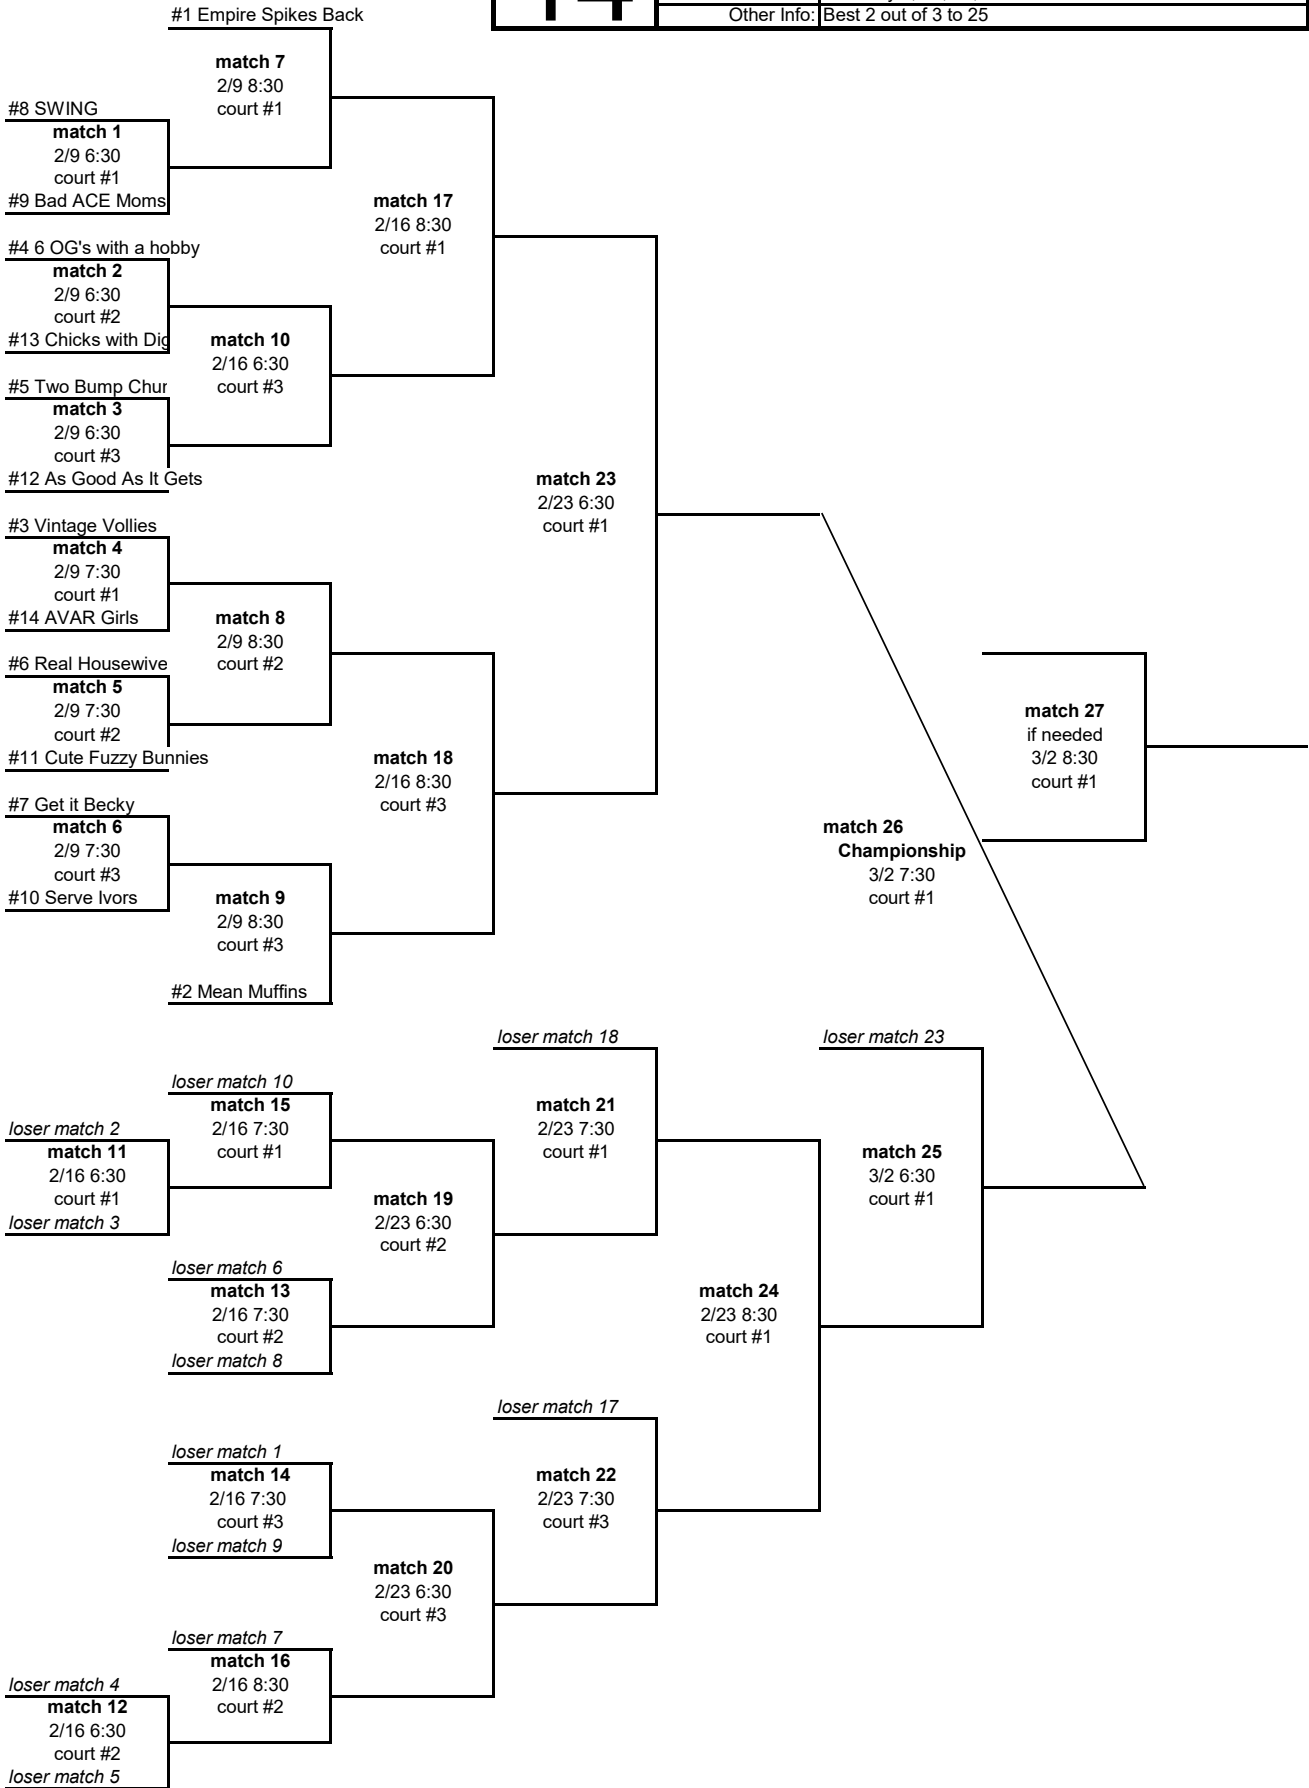 #1 Empire Spikes Back
14
Other Info: Best 2 out of 3 to 25
match 7
2/9 8:30
court #1
#8 SWING
match 1
2/9 6:30
court #1
#9 Bad ACE Moms
match 17
2/16 8:30
court #1
#4 6 OG's with a hobby
match 2
2/9 6:30
court #2
#13 Chicks with Dig
match 10
2/16 6:30
court #3
#5 Two Bump Chur
match 3
2/9 6:30
court #3
#12 As Good As It Gets
match 23
2/23 6:30
court #1
#3 Vintage Vollies
match 4
2/9 7:30
court #1
#14 AVAR Girls
match 8
2/9 8:30
court #2
#6 Real Housewive
match 5
2/9 7:30
court #2
#11 Cute Fuzzy Bunnies
match 18
2/16 8:30
court #3
match 27
if needed
3/2 8:30
court #1
#7 Get it Becky
match 6
2/9 7:30
court #3
#10 Serve Ivors
match 26
Championship
3/2 7:30
court #1
match 9
2/9 8:30
court #3
#2 Mean Muffins
loser match 18
loser match 23
loser match 10
match 15
2/16 7:30
court #1
match 21
2/23 7:30
court #1
loser match 2
match 11
2/16 6:30
court #1
loser match 3
match 25
3/2 6:30
court #1
match 19
2/23 6:30
court #2
loser match 6
match 13
2/16 7:30
court #2
loser match 8
match 24
2/23 8:30
court #1
loser match 17
loser match 1
match 14
2/16 7:30
court #3
loser match 9
match 22
2/23 7:30
court #3
match 20
2/23 6:30
court #3
loser match 7
match 16
2/16 8:30
court #2
loser match 4
match 12
2/16 6:30
court #2
loser match 5